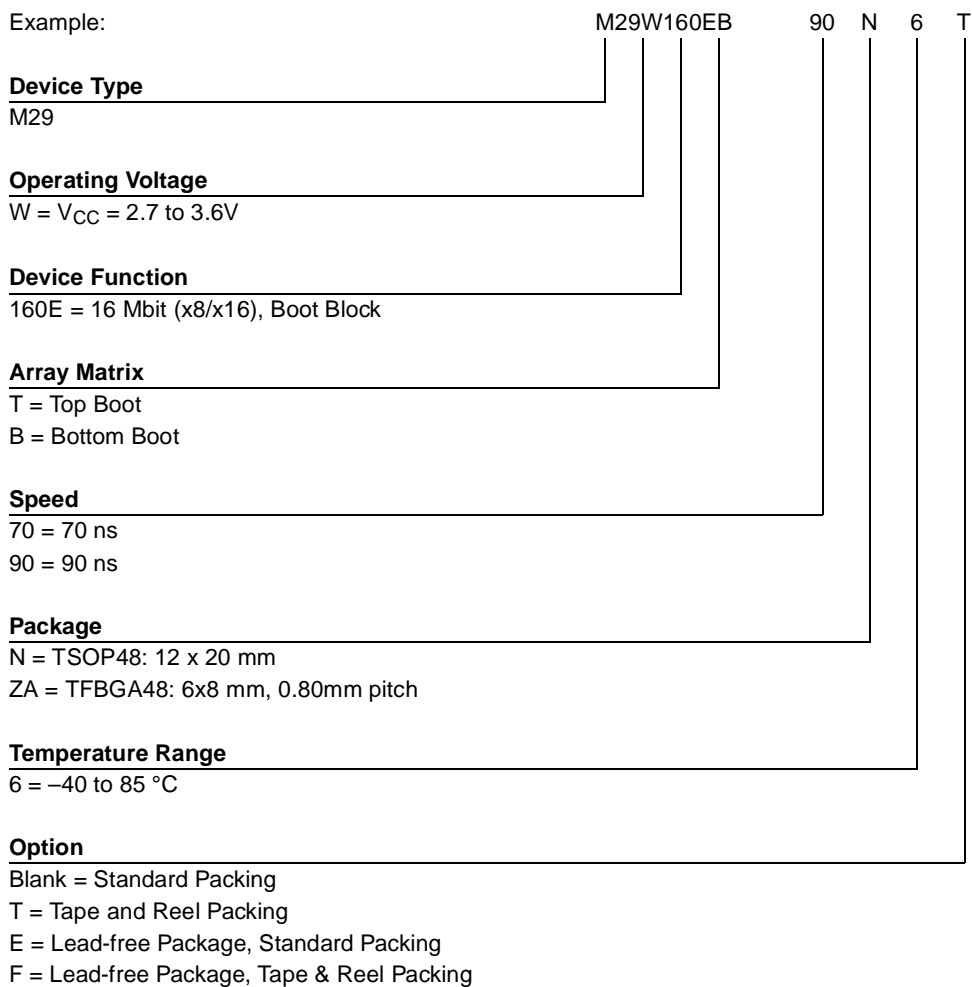 Example: M29W160EB 90 N 6 T
Device Type
M29
Operating Voltage
W = VCC = 2.7 to 3.6V
Device Function
160E = 16 Mbit (x8/x16), Boot Block
Array Matrix
T = Top Boot
B = Bottom Boot
Speed
70 = 70 ns
90 = 90 ns
Package
N = TSOP48: 12 x 20 mm
ZA = TFBGA48: 6x8 mm, 0.80mm pitch
Temperature Range
6 = –40 to 85 °C
Option
Blank = Standard Packing
T = Tape and Reel Packing
E = Lead-free Package, Standard Packing
F = Lead-free Package, Tape & Reel Packing